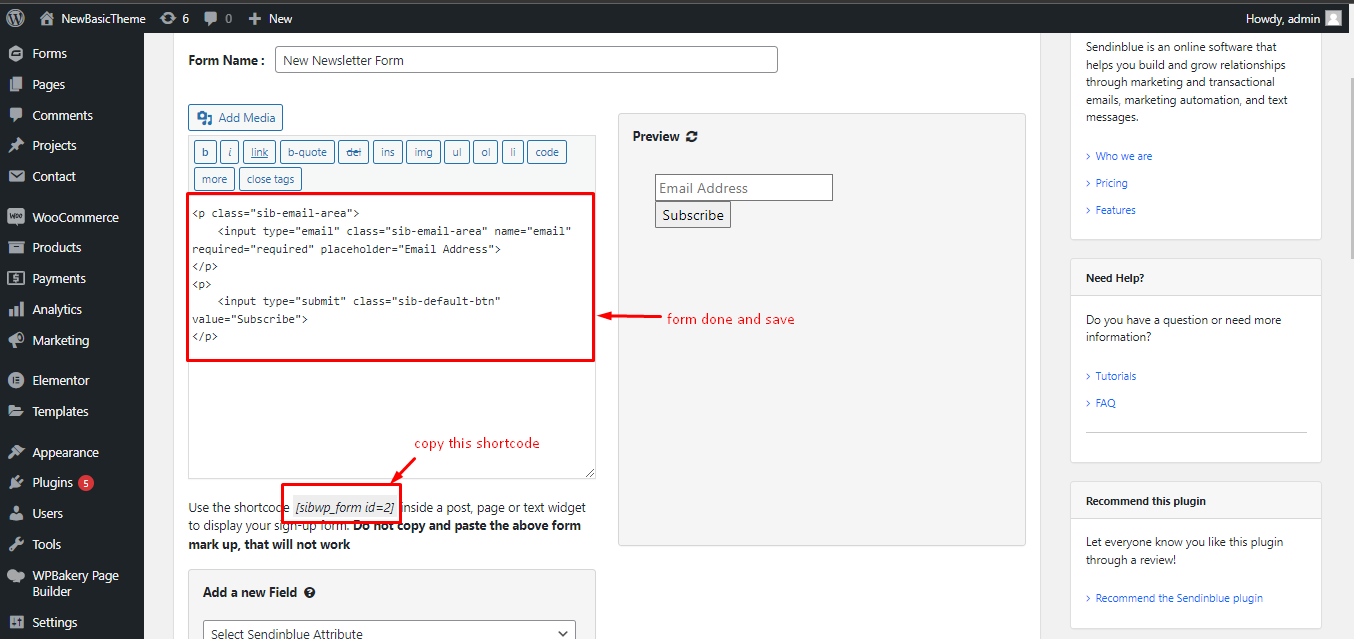 NewBasicTheme 6 0 New Howdy, admin
Forms
Pages
Comments
Projects
Contact
WooCommerce
Products
Payments
Analytics
Marketing
Elementor
Templates
Appearance
Plugins 5
Users
Tools
WPBakery Page
Builder
Settings
Form Name :
New Newsletter Form
Add Media
b i link b-quote del ins img ul ol li code
more close tags
<p class="sib-email-area">
<input type="email" class="sib-email-area" name="email"
required="required" placeholder="Email Address">
</p>
<p>
<input type="submit" class="sib-default-btn"
value="Subscribe">
</p>
form done and save
copy this shortcode
Use the shortcode [sibwp_form id=2] inside a post, page or text widget
to display your sign-up form. Do not copy and paste the above form
mark up, that will not work
Add a new Field
Select Sendinblue Attribute
Preview
Email Address
Subscribe
Sendinblue is an online software that
helps you build and grow relationships
through marketing and transactional
emails, marketing automation, and text
messages.
Who we are
Pricing
Features
Need Help?
Do you have a question or need more
information?
Tutorials
FAQ
Recommend this plugin
Let everyone know you like this plugin
through a review!
Recommend the Sendinblue plugin